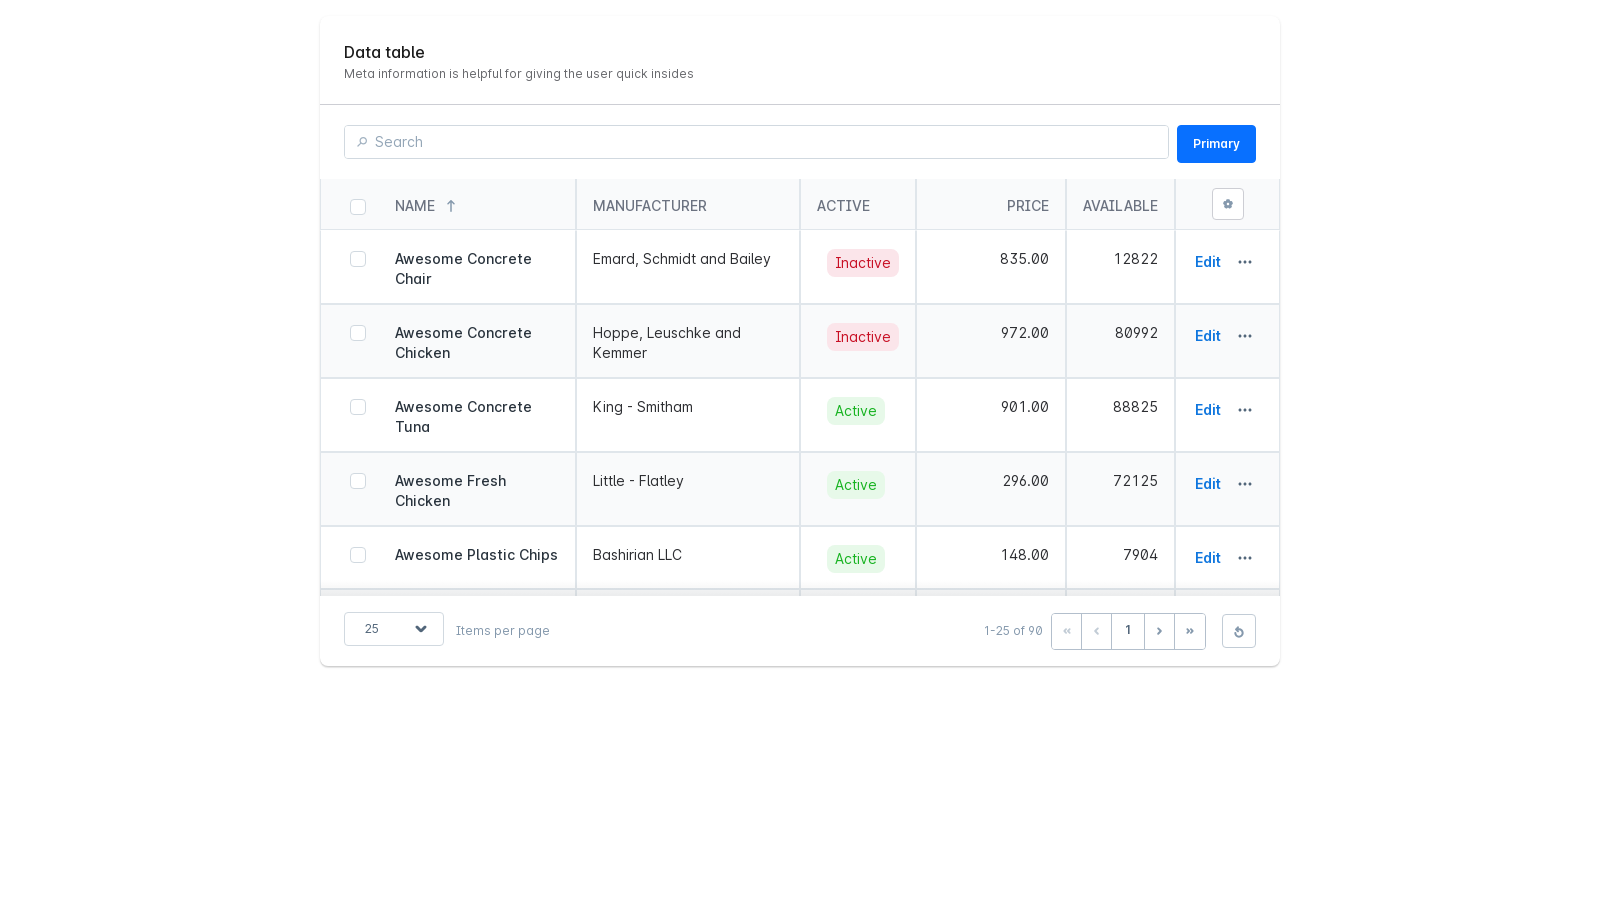 Data table
Meta information is helpful for giving the user quick insides
Search
Primary
NAME MANUFACTURER ACTIVE PRICE AVAILABLE
Awesome Concrete Chair Emard, Schmidt and Bailey Inactive 835.00 12822 Edit
Awesome Concrete Chicken Hoppe, Leuschke and Kemmer Inactive 972.00 80992 Edit
Awesome Concrete Tuna King - Smitham Active 901.00 88825 Edit
Awesome Fresh Chicken Little - Flatley Active 296.00 72125 Edit
Awesome Plastic Chips Bashirian LLC Active 148.00 7904 Edit
25 Items per page 1-25 of 90 « ‹ 1 › »